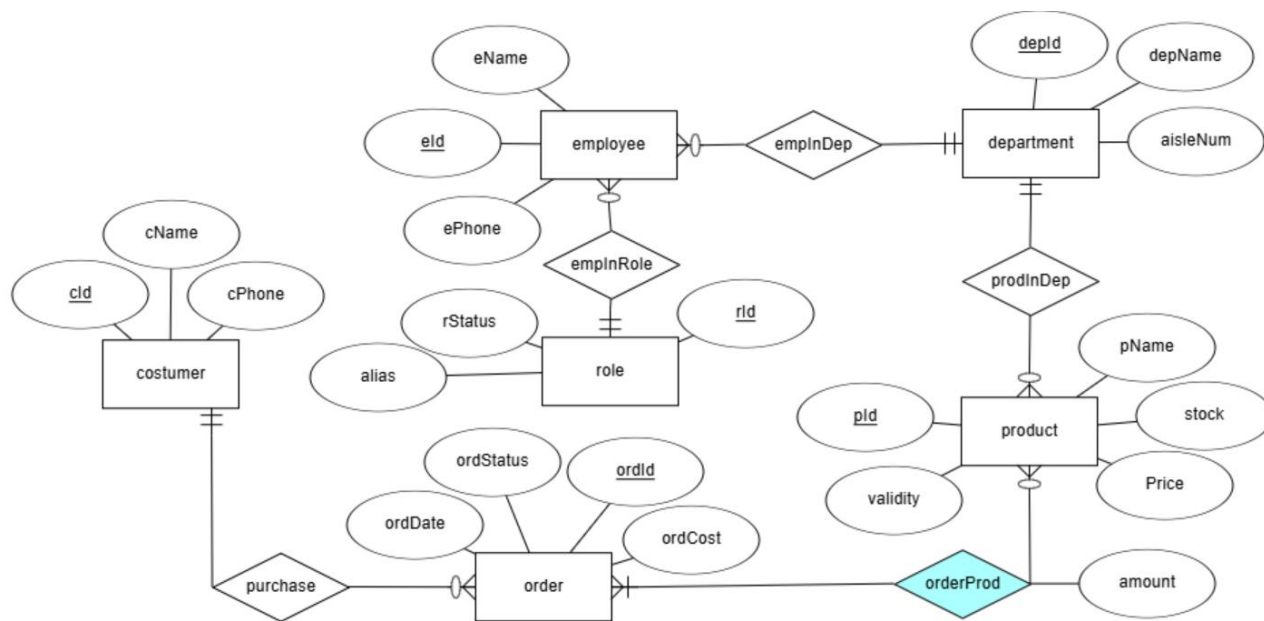 depId
eName
depName
eId
employee
empInDep
department
aisleNum
cName
ePhone
empInRole
prodInDep
cId
cPhone
rStatus
rId
pName
costumer
alias
role
pId
product
stock
ordStatus
ordId
validity
Price
ordDate
ordCost
purchase
order
orderProd
amount